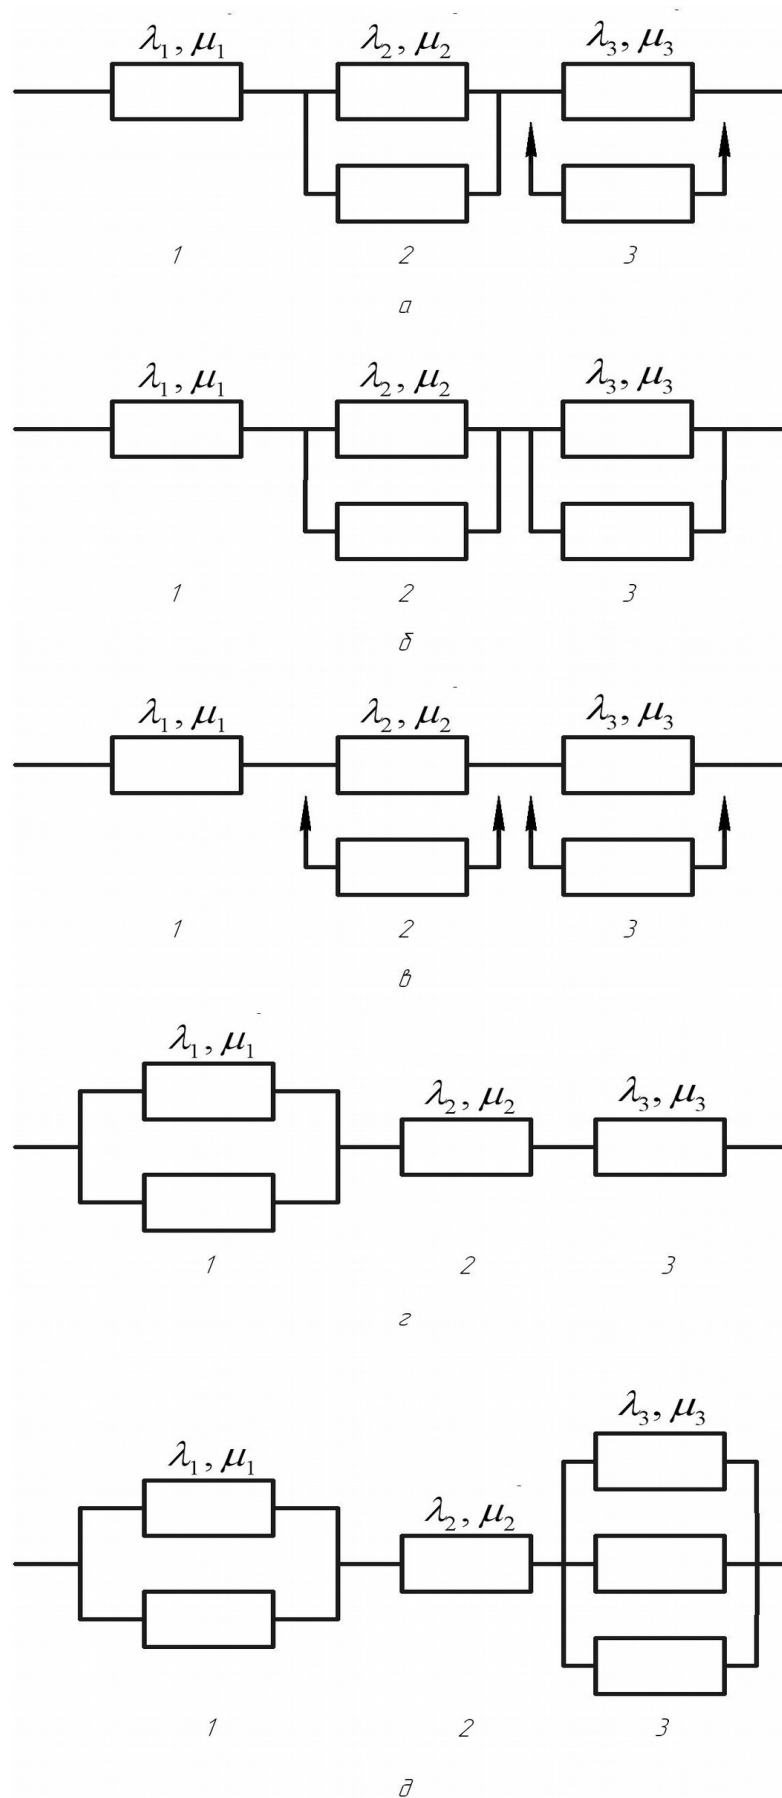 λ₁, μ₁ λ₂, μ₂ λ₃, μ₃
1 2 3
а
λ₁, μ₁ λ₂, μ₂ λ₃, μ₃
1 2 3
б
λ₁, μ₁ λ₂, μ₂ λ₃, μ₃
1 2 3
в
λ₁, μ₁
λ₂, μ₂ λ₃, μ₃
1 2 3
г
λ₃, μ₃
λ₁, μ₁
λ₂, μ₂
1 2 3
д